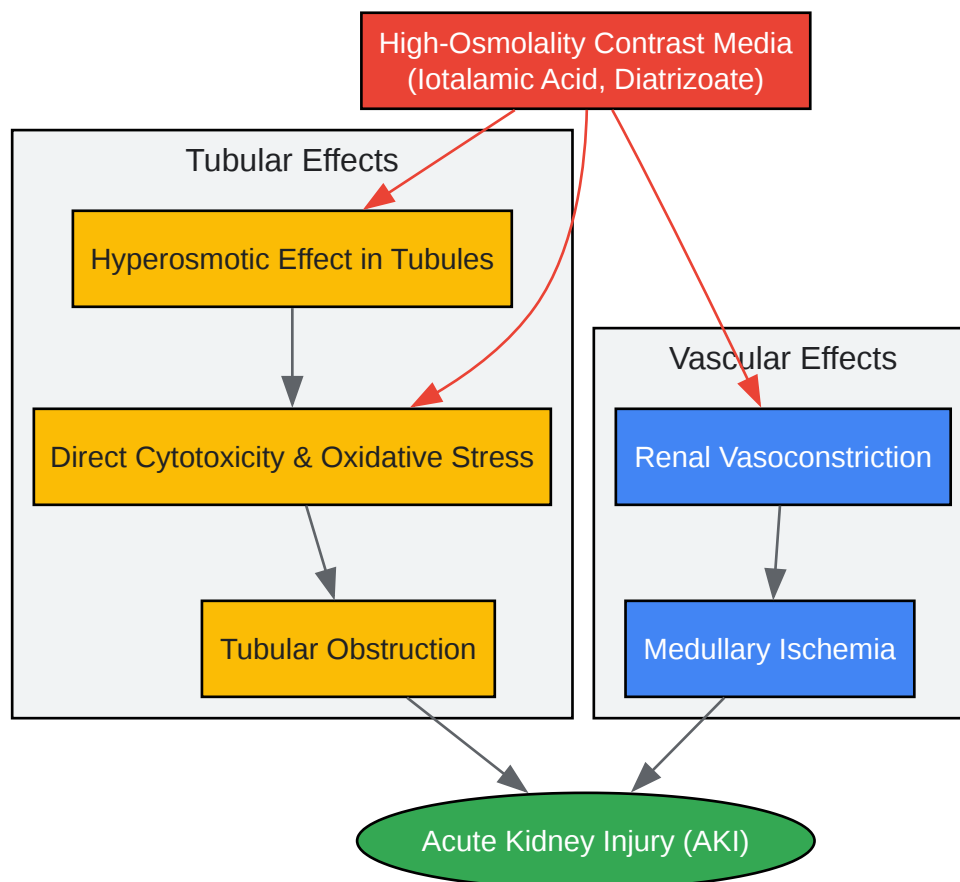 High-Osmolality Contrast Media
(Iotalamic Acid, Diatrizoate)
Tubular Effects
Hyperosmotic Effect in Tubules
Direct Cytotoxicity & Oxidative Stress
Tubular Obstruction
Vascular Effects
Renal Vasoconstriction
Medullary Ischemia
Acute Kidney Injury (AKI)